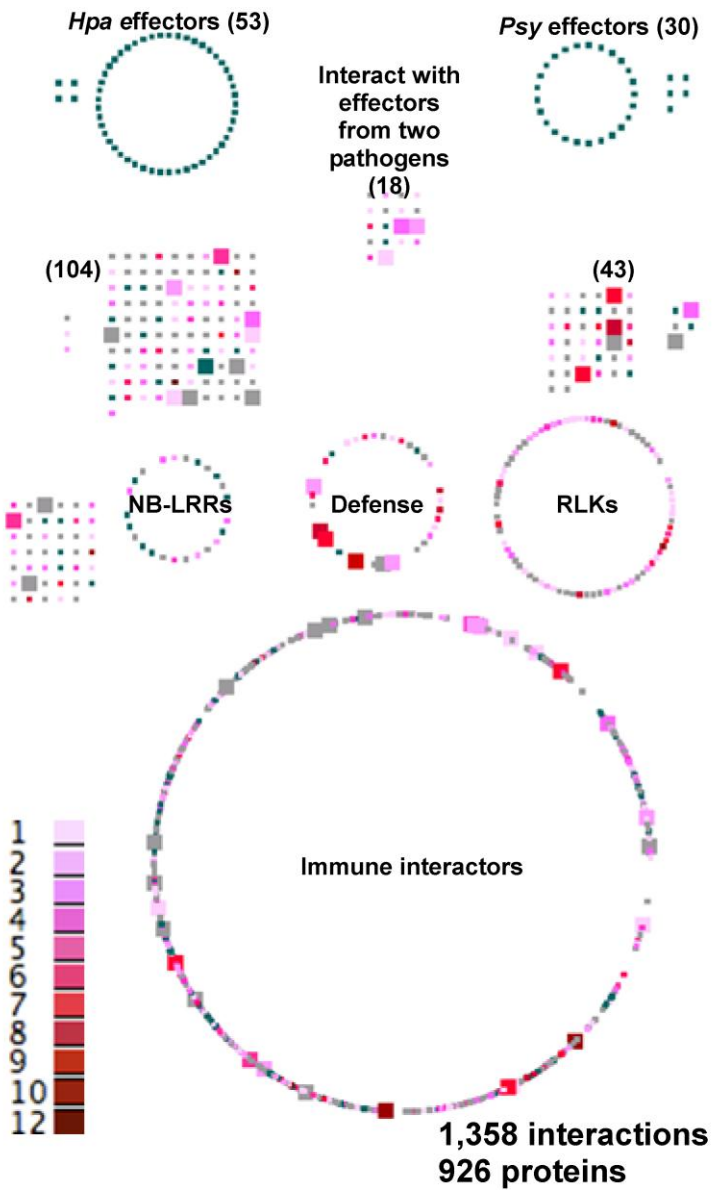 Hpa effectors (53)
Psy effectors (30)
Interact with
effectors
from two
pathogens
(18)
(104)
(43)
NB-LRRs
Defense
RLKs
Immune interactors
1
2
3
4
5
6
7
8
9
10
12
1,358 interactions
926 proteins